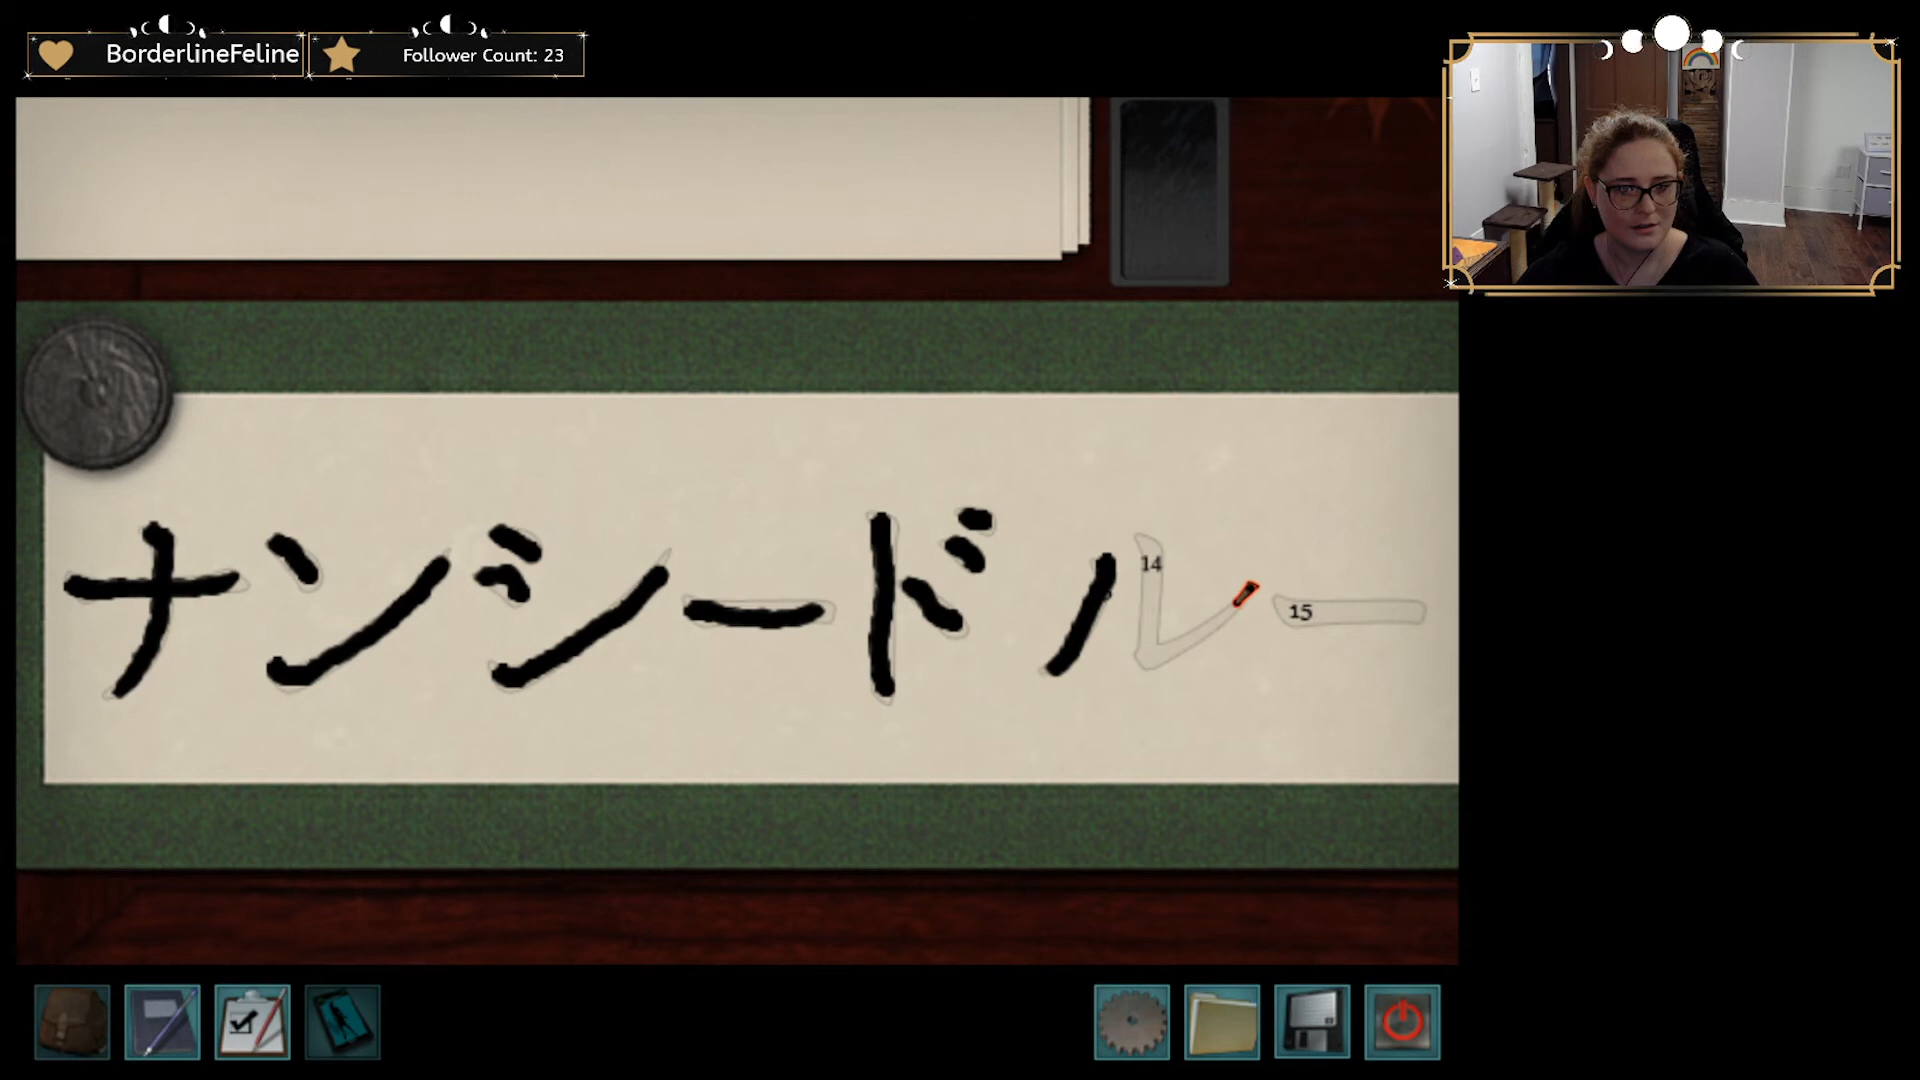 BorderlineFeline
Follower Count: 23
ナンシードルー
14
15